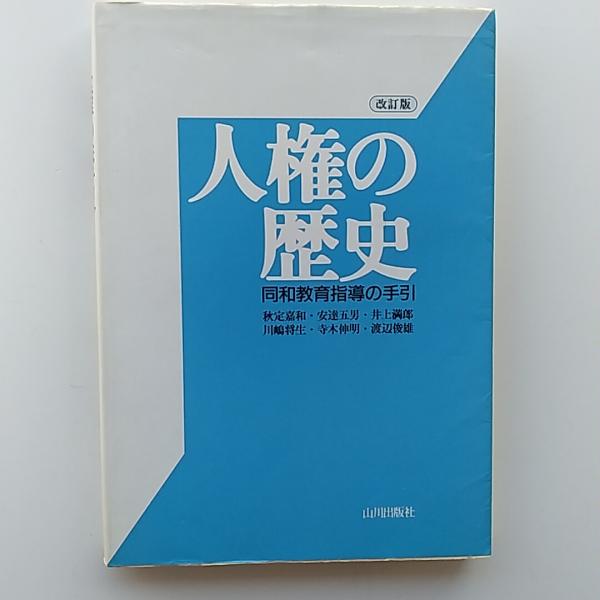 改訂版
人権の
歴史
同和教育指導の手引
秋定嘉和・安達五男・井上満郎
川嶋将生・寺木伸明・渡辺俊雄
山川出版社